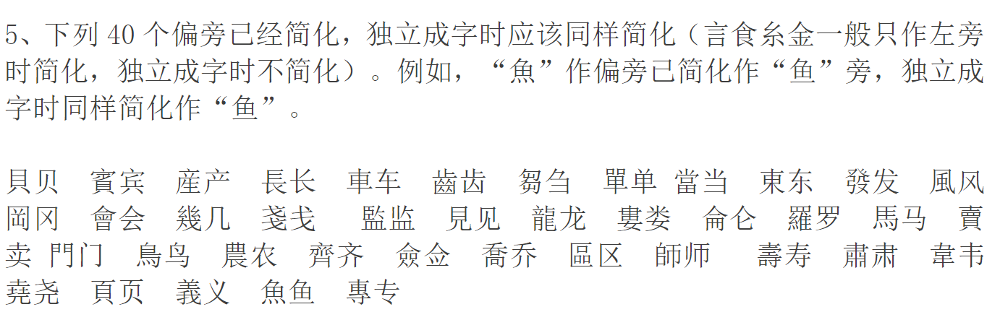 5、下列 40 个偏旁已经简化，独立成字时应该同样简化（言食糸金一般只作左旁
时简化，独立成字时不简化）。例如，“魚”作偏旁已简化作“鱼”旁，独立成
字时同样简化作“鱼”。
貝贝 賓宾 産产 長长 車车 齒齿 芻刍 單单 當当 東东 發发 風风
岡冈 會会 幾几 戔戋 監监 見见 龍龙 婁娄 侖仑 羅罗 馬马 賣
卖 門门 鳥鸟 農农 齊齐 僉佥 喬乔 區区 師师 壽寿 肅肃 韋韦
堯尧 頁页 義义 魚鱼 專专